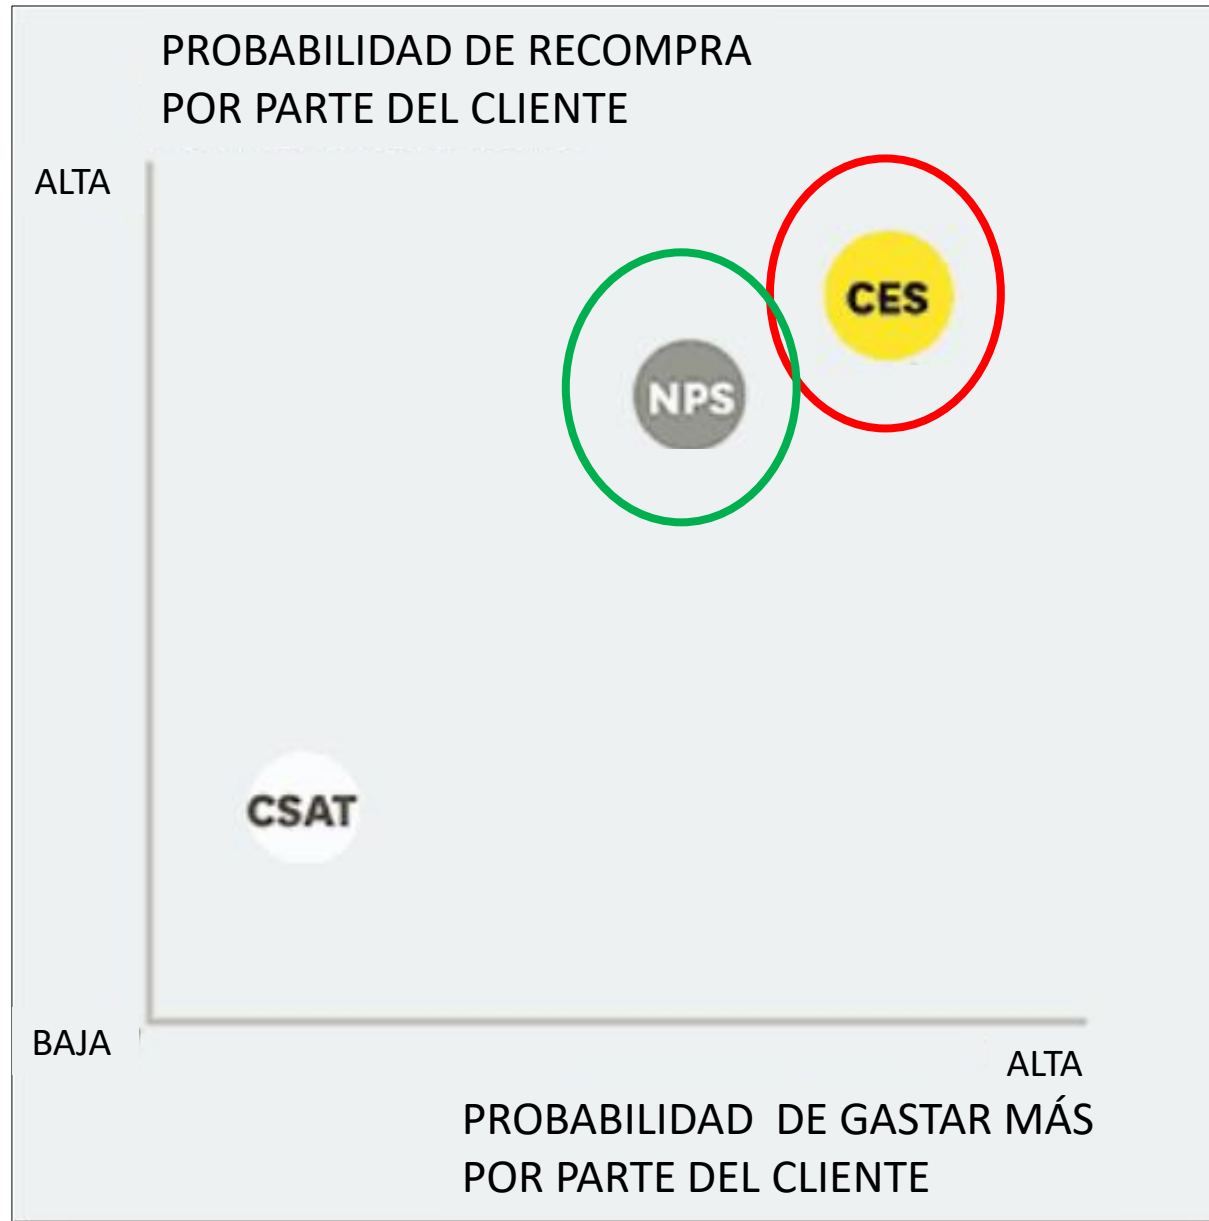 PROBABILIDAD DE RECOMPRA
POR PARTE DEL CLIENTE
ALTA
CES
NPS
CSAT
BAJA
ALTA
PROBABILIDAD DE GASTAR MÁS
POR PARTE DEL CLIENTE